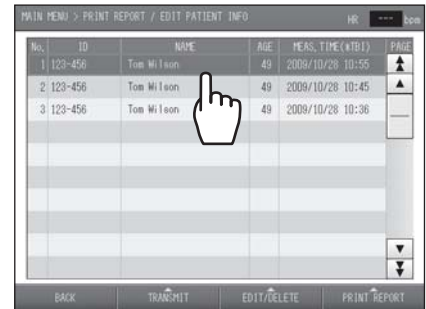 MAIN MENU > PRINT REPORT / EDIT PATIENT INFO HR --- bpm
No. ID NAME AGE MEAS. TIME(*TBI) PAGE
1 123-456 Tom Wilson 49 2009/10/28 10:55
2 123-456 Tom Wilson 49 2009/10/28 10:45
3 123-456 Tom Wilson 49 2009/10/28 10:36
BACK TRANSMIT EDIT/DELETE PRINT REPORT